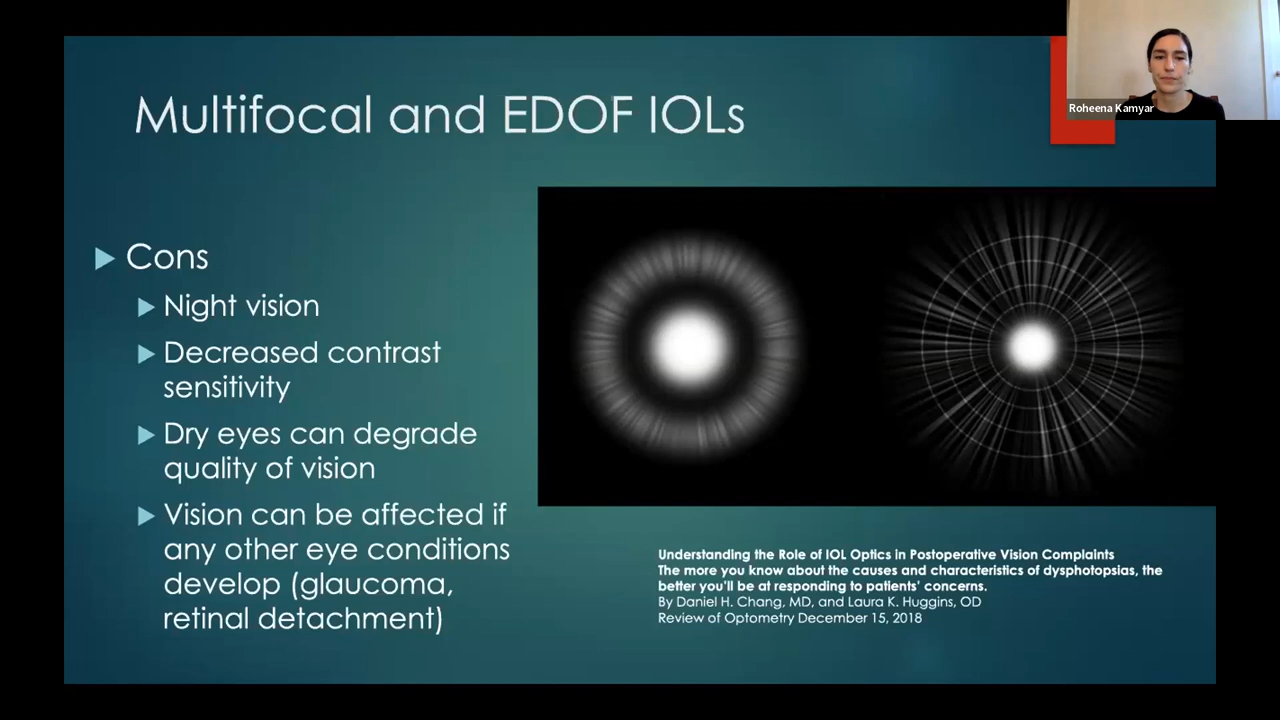 Roheena Kamyar
Multifocal and EDOF IOLs
Cons
Night vision
Decreased contrast
sensitivity
Dry eyes can degrade
quality of vision
Vision can be affected if
any other eye conditions
develop (glaucoma,
retinal detachment)
Understanding the Role of IOL Optics in Postoperative Vision Complaints
The more you know about the causes and characteristics of dysphotopsias, the
better you'll be at responding to patients' concerns.
By Daniel H. Chang, MD, and Laura K. Huggins, OD
Review of Optometry December 15, 2018